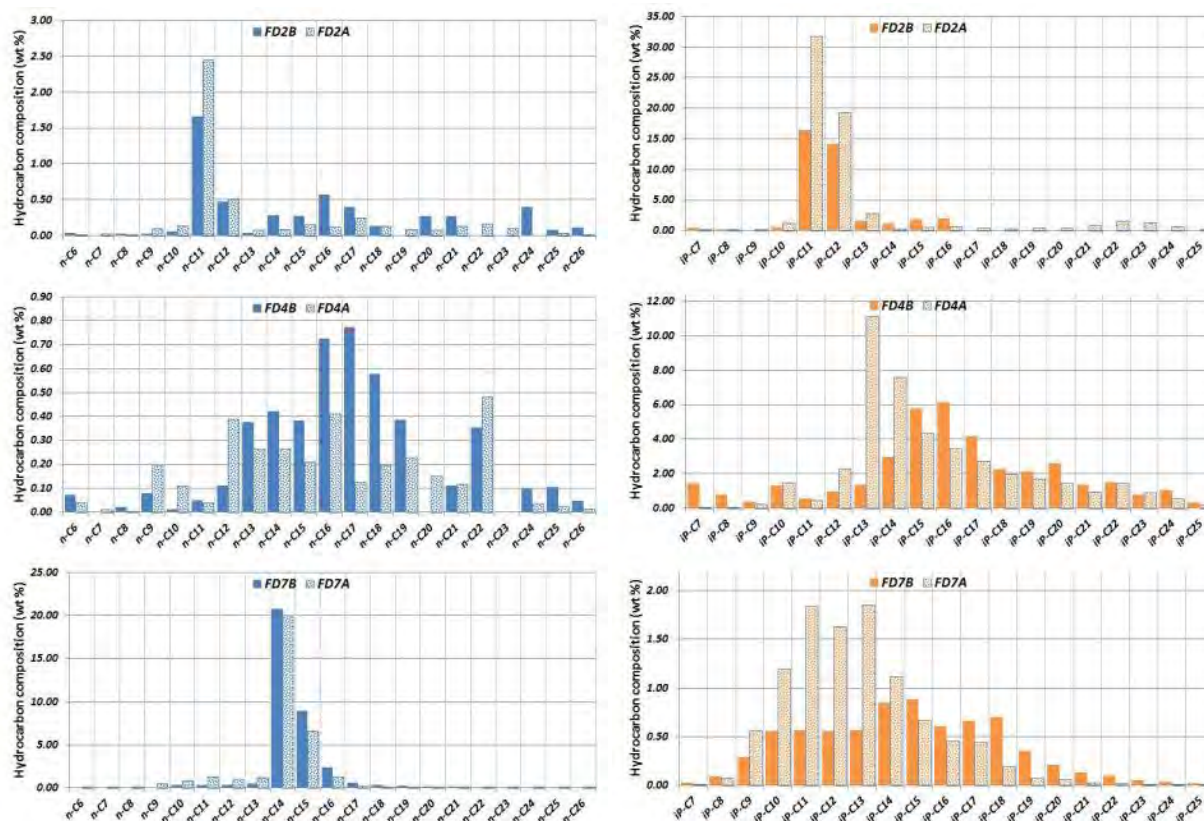 FD2B FD2A
Hydrocarbon composition (wt %)
3.00
2.50
2.00
1.50
1.00
0.50
0.00
n-C6 n-C7 n-C8 n-C9 n-C10 n-C11 n-C12 n-C13 n-C14 n-C15 n-C16 n-C17 n-C18 n-C19 n-C20 n-C21 n-C22 n-C23 n-C24 n-C25 n-C26
FD2B FD2A
Hydrocarbon composition (wt %)
35.00
30.00
25.00
20.00
15.00
10.00
5.00
0.00
iP-C7 iP-C8 iP-C9 iP-C10 iP-C11 iP-C12 iP-C13 iP-C14 iP-C15 iP-C16 iP-C17 iP-C18 iP-C19 iP-C20 iP-C21 iP-C22 iP-C23 iP-C24 iP-C25
FD4B FD4A
Hydrocarbon composition (wt %)
0.90
0.80
0.70
0.60
0.50
0.40
0.30
0.20
0.10
0.00
n-C6 n-C7 n-C8 n-C9 n-C10 n-C11 n-C12 n-C13 n-C14 n-C15 n-C16 n-C17 n-C18 n-C19 n-C20 n-C21 n-C22 n-C23 n-C24 n-C25 n-C26
FD4B FD4A
Hydrocarbon composition (wt %)
12.00
10.00
8.00
6.00
4.00
2.00
0.00
iP-C7 iP-C8 iP-C9 iP-C10 iP-C11 iP-C12 iP-C13 iP-C14 iP-C15 iP-C16 iP-C17 iP-C18 iP-C19 iP-C20 iP-C21 iP-C22 iP-C23 iP-C24 iP-C25
FD7B FD7A
Hydrocarbon composition (wt %)
25.00
20.00
15.00
10.00
5.00
0.00
n-C6 n-C7 n-C8 n-C9 n-C10 n-C11 n-C12 n-C13 n-C14 n-C15 n-C16 n-C17 n-C18 n-C19 n-C20 n-C21 n-C22 n-C23 n-C24 n-C25 n-C26
FD7B FD7A
Hydrocarbon composition (wt %)
2.00
1.50
1.00
0.50
0.00
iP-C7 iP-C8 iP-C9 iP-C10 iP-C11 iP-C12 iP-C13 iP-C14 iP-C15 iP-C16 iP-C17 iP-C18 iP-C19 iP-C20 iP-C21 iP-C22 iP-C23 iP-C24 iP-C25